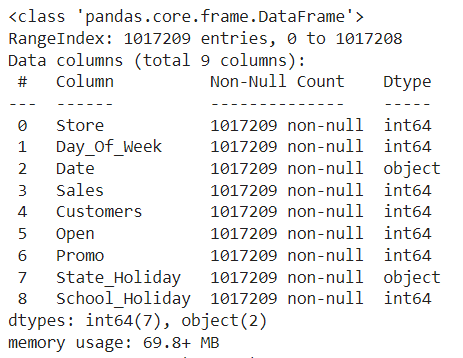 <class 'pandas.core.frame.DataFrame'>
RangeIndex: 1017209 entries, 0 to 1017208
Data columns (total 9 columns):
 #   Column          Non-Null Count    Dtype
---  ------          --------------    -----
 0   Store           1017209 non-null  int64
 1   Day_Of_Week     1017209 non-null  int64
 2   Date            1017209 non-null  object
 3   Sales           1017209 non-null  int64
 4   Customers       1017209 non-null  int64
 5   Open            1017209 non-null  int64
 6   Promo           1017209 non-null  int64
 7   State_Holiday   1017209 non-null  object
 8   School_Holiday  1017209 non-null  int64
dtypes: int64(7), object(2)
memory usage: 69.8+ MB